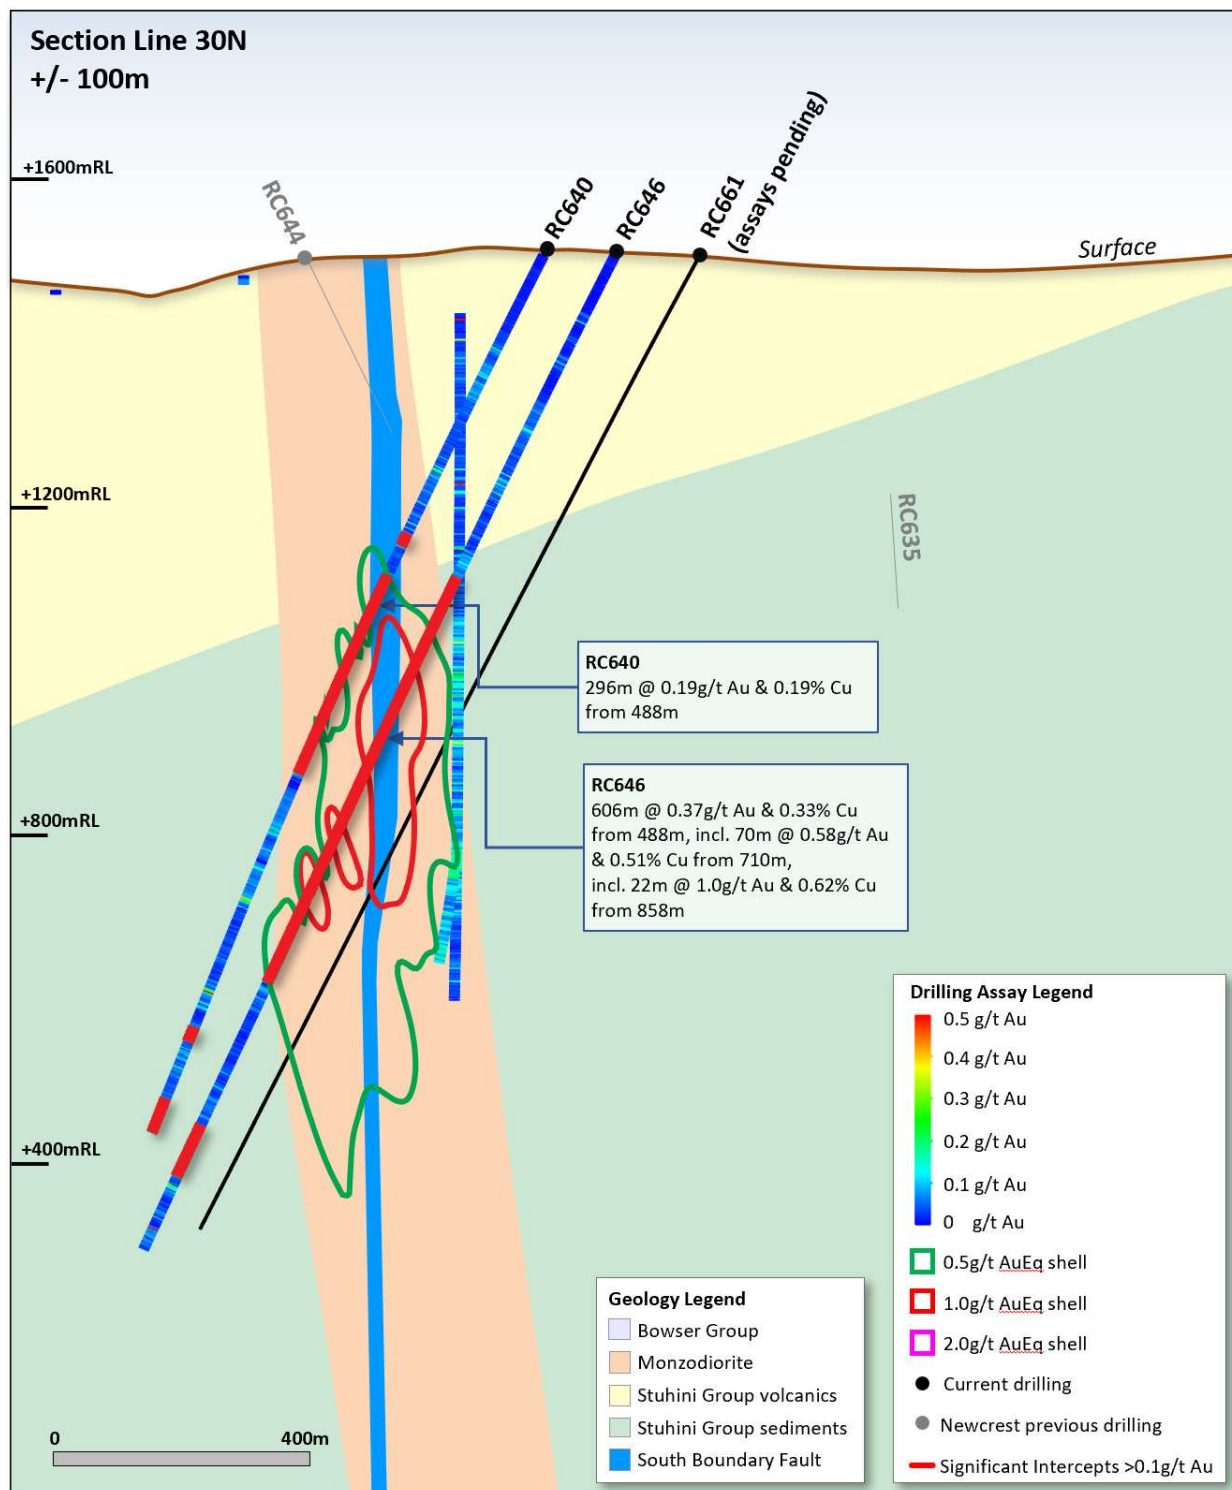 Section Line 30N
+/- 100m
+1600mRL
RC644
RC640
RC646
RC661
(assays pending)
Surface
+1200mRL
RC635
RC640
296m @ 0.19g/t Au & 0.19% Cu
from 488m
RC646
606m @ 0.37g/t Au & 0.33% Cu
from 488m, incl. 70m @ 0.58g/t Au
& 0.51% Cu from 710m,
incl. 22m @ 1.0g/t Au & 0.62% Cu
from 858m
+800mRL
+400mRL
0 400m
Geology Legend
Bowser Group
Monzodiorite
Stuhini Group volcanics
Stuhini Group sediments
South Boundary Fault
Drilling Assay Legend
0.5 g/t Au
0.4 g/t Au
0.3 g/t Au
0.2 g/t Au
0.1 g/t Au
0 g/t Au
0.5g/t AuEq shell
1.0g/t AuEq shell
2.0g/t AuEq shell
Current drilling
Newcrest previous drilling
Significant Intercepts >0.1g/t Au